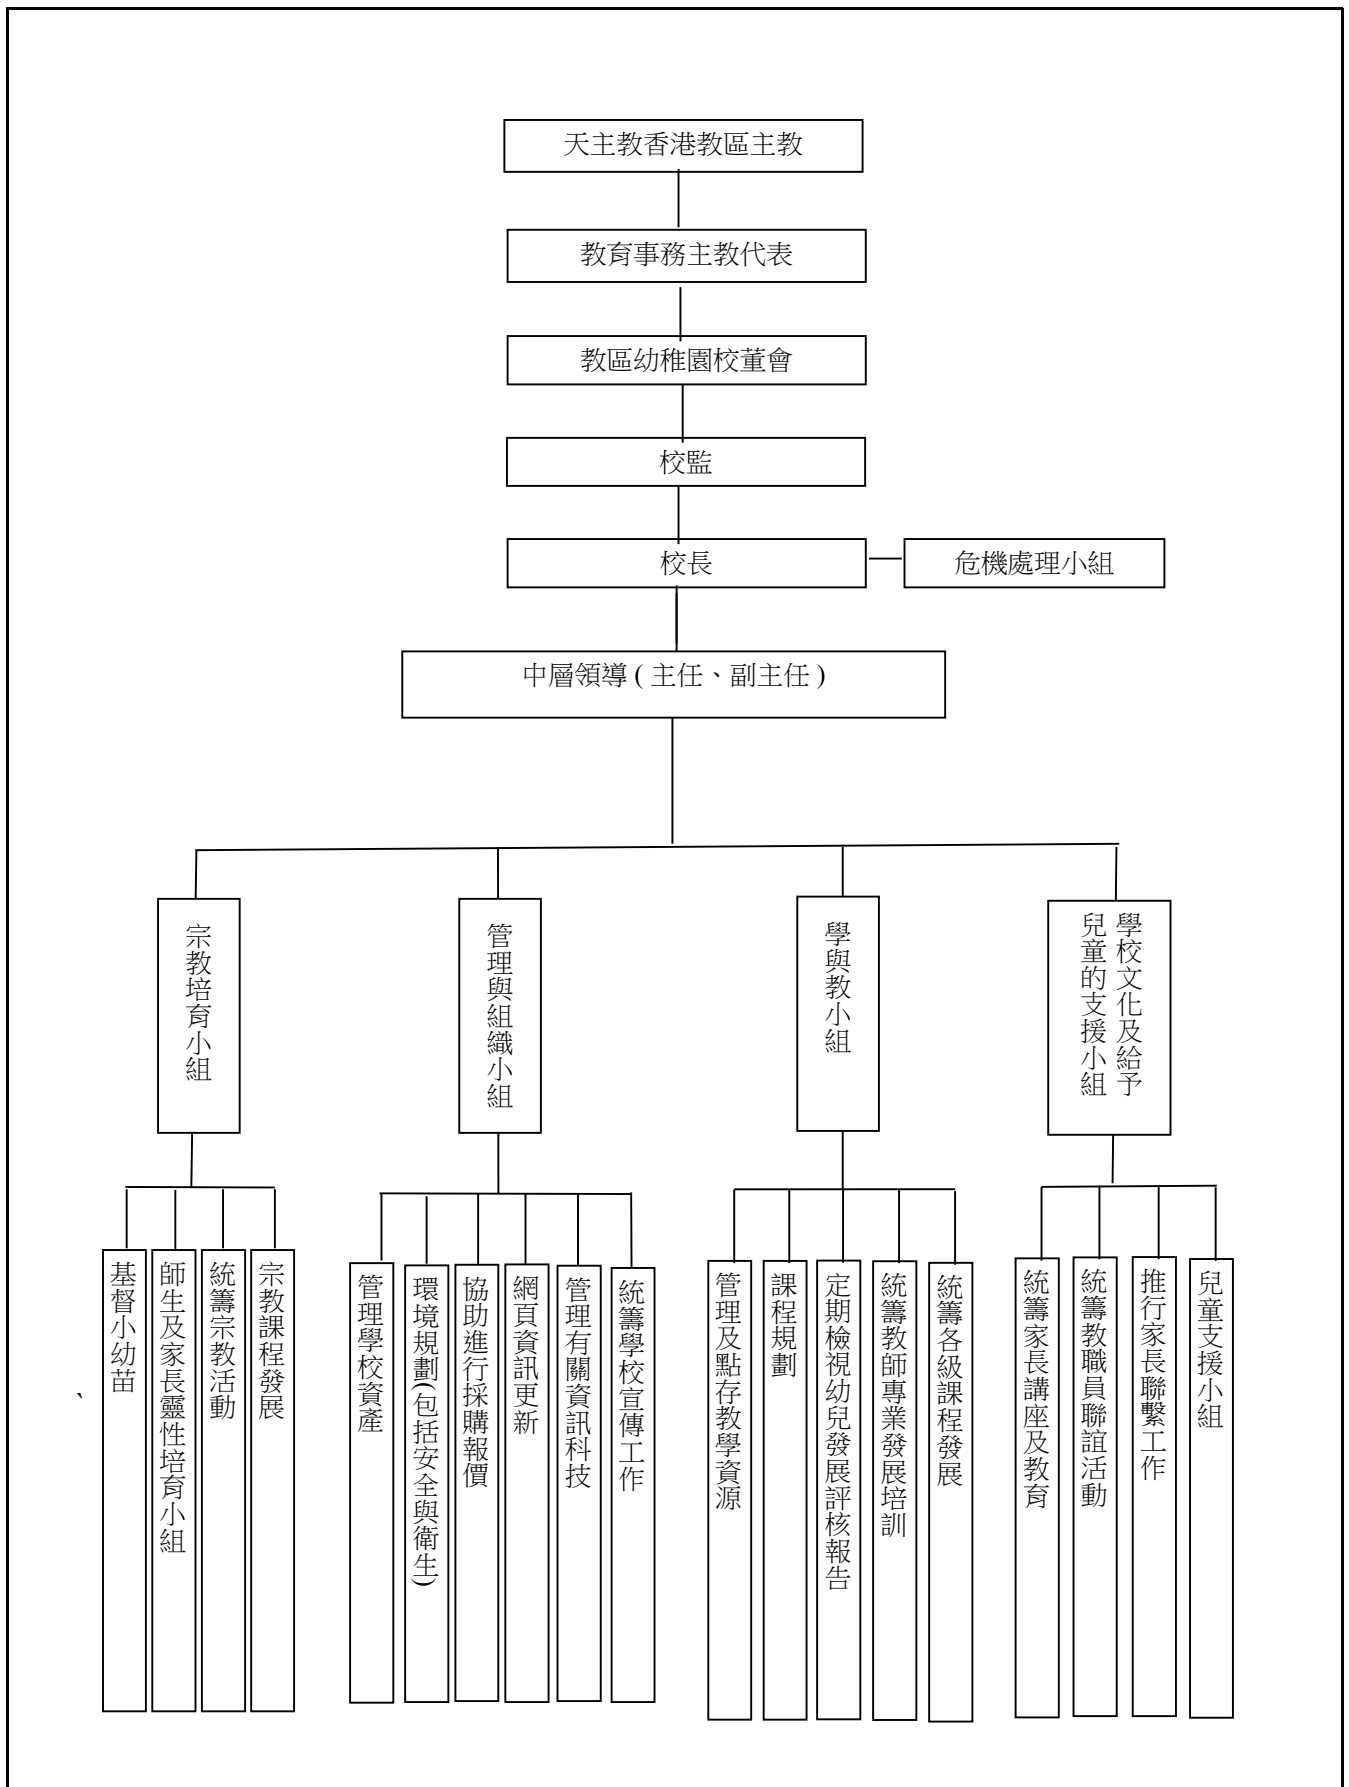 天主教香港教區主教
教育事務主教代表
教區幼稚園校董會
校監
校長
危機處理小組
中層領導 ( 主任、副主任 )
宗教培育小組
管理與組織小組
學與教小組
學校文化及給予
兒童的支援小組
基督小幼苗
師生及家長靈性培育小組
統籌宗教活動
宗教課程發展
管理學校資產
環境規劃(包括安全與衛生)
協助進行採購報價
網頁資訊更新
管理有關資訊科技
統籌學校宣傳工作
管理及點存教學資源
課程規劃
定期檢視幼兒發展評核報告
統籌教師專業發展培訓
統籌各級課程發展
統籌家長講座及教育
統籌教職員聯誼活動
推行家長聯繫工作
兒童支援小組
、